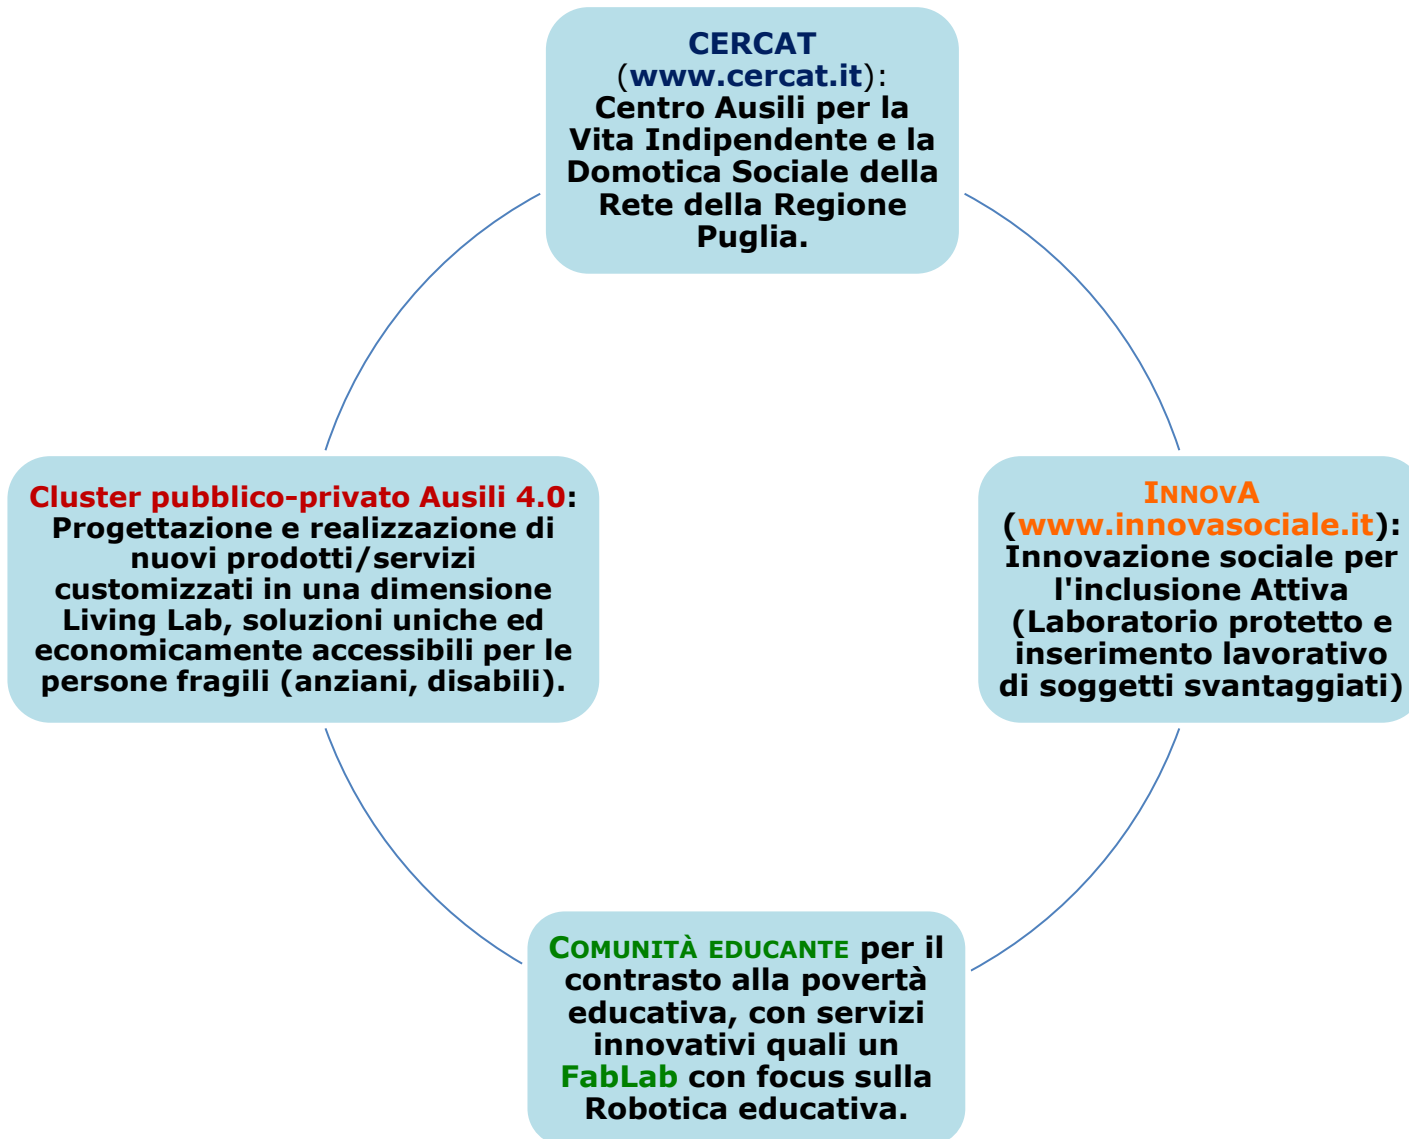 CERCAT
(www.cercat.it):
Centro Ausili per la
Vita Indipendente e la
Domotica Sociale della
Rete della Regione
Puglia.
Cluster pubblico-privato Ausili 4.0:
Progettazione e realizzazione di
nuovi prodotti/servizi
customizzati in una dimensione
Living Lab, soluzioni uniche ed
economicamente accessibili per le
persone fragili (anziani, disabili).
INNOVA
(www.innovasociale.it):
Innovazione sociale per
l'inclusione Attiva
(Laboratorio protetto e
inserimento lavorativo
di soggetti svantaggiati)
COMUNITÀ EDUCANTE per il
contrasto alla povertà
educativa, con servizi
innovativi quali un
FabLab con focus sulla
Robotica educativa.